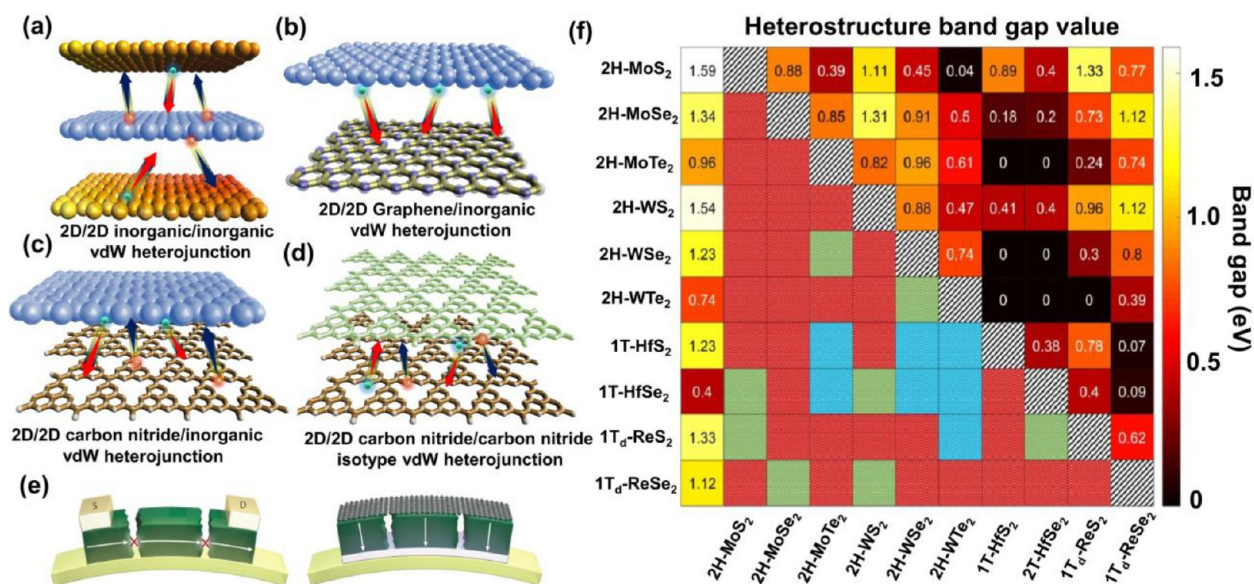 (a)
2D/2D inorganic/inorganic
vdW heterojunction
(b)
2D/2D Graphene/inorganic
vdW heterojunction
(c)
2D/2D carbon nitride/inorganic
vdW heterojunction
(d)
2D/2D carbon nitride/carbon nitride
isotype vdW heterojunction
(e)
S
D
(f)
Heterostructure band gap value
2H-MoS₂ 1.59 0.88 0.39 1.11 0.45 0.04 0.89 0.4 1.33 0.77
2H-MoSe₂ 1.34 0.85 1.31 0.91 0.5 0.18 0.2 0.73 1.12
2H-MoTe₂ 0.96 0.82 0.96 0.61 0 0 0.24 0.74
2H-WS₂ 1.54 0.88 0.47 0.41 0.4 0.96 1.12
2H-WSe₂ 1.23 0.74 0 0 0.3 0.8
2H-WTe₂ 0.74 0 0 0 0.39
1T-HfS₂ 1.23 0.38 0.78 0.07
1T-HfSe₂ 0.4 0.4 0.09
1T_d-ReS₂ 1.33 0.62
1T_d-ReSe₂ 1.12
2H-MoS₂
2H-MoSe₂
2H-MoTe₂
2H-WS₂
2H-WSe₂
2H-WTe₂
1T-HfS₂
2T-HfSe₂
1T_d-ReS₂
1T_d-ReSe₂
1.5
1.0
0.5
0
Band gap (eV)